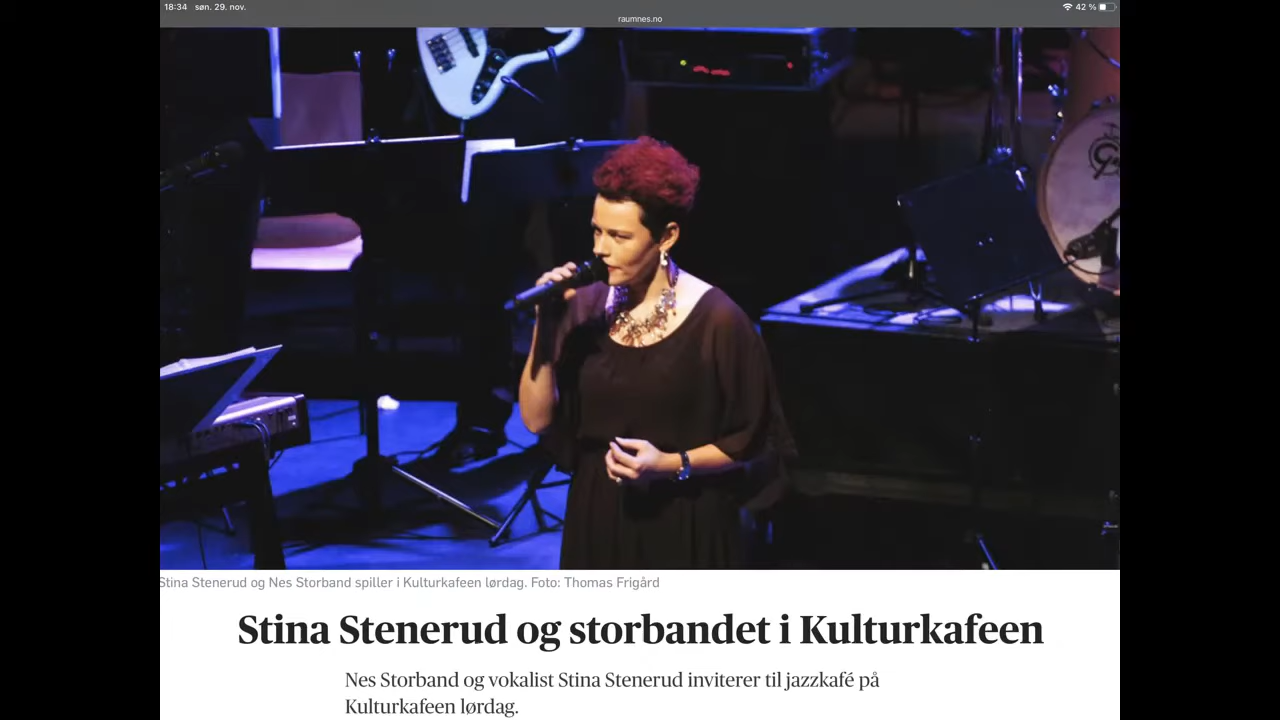 18:34 søn. 29. nov.
42 %
raumnes.no
Stina Stenerud og Nes Storband spiller i Kulturkafeen lørdag. Foto: Thomas Frigård
Stina Stenerud og storbandet i Kulturkafeen
Nes Storband og vokalist Stina Stenerud inviterer til jazzkafé på
Kulturkafeen lørdag.